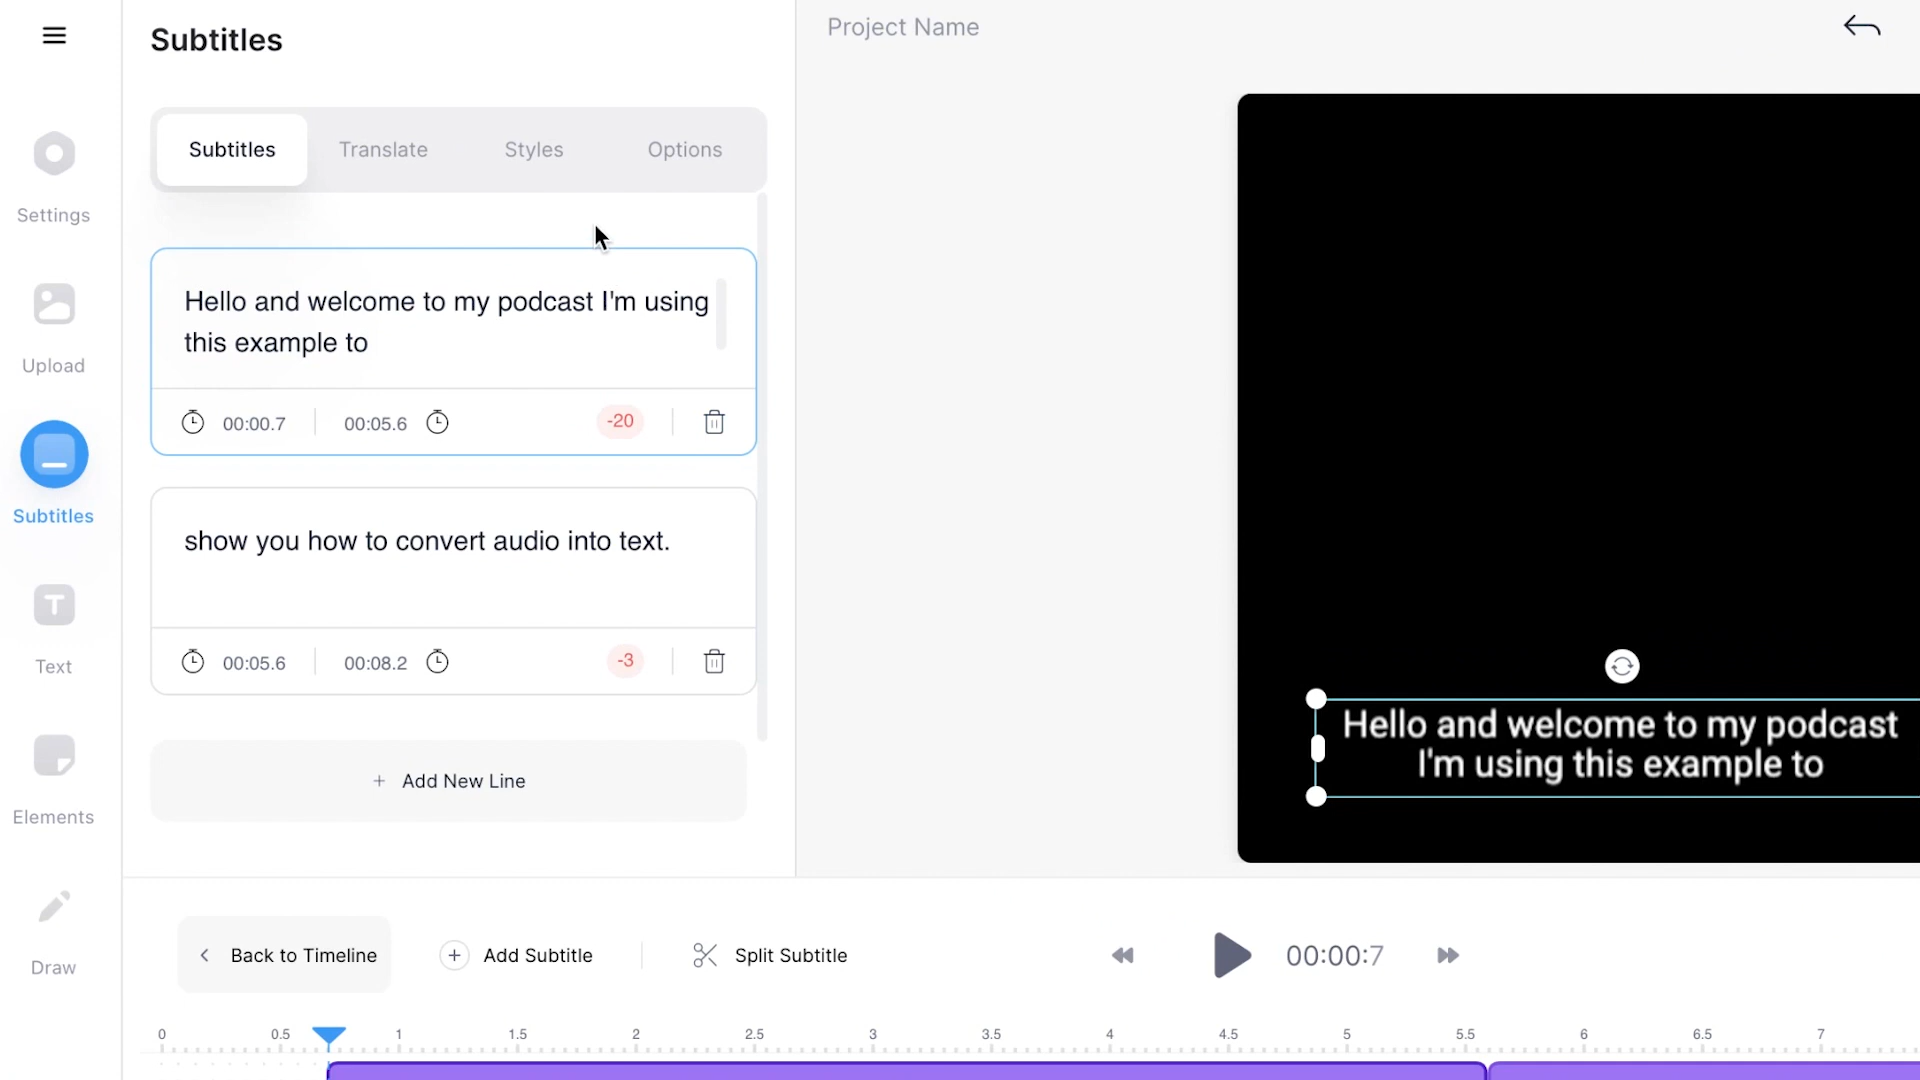 Subtitles
Project Name
Settings
Upload
Subtitles
Text
Elements
Draw
Subtitles
Translate
Styles
Options
Hello and welcome to my podcast I'm using
this example to
00:00.7
00:05.6
-20
show you how to convert audio into text.
00:05.6
00:08.2
-3
+ Add New Line
Hello and welcome to my podcast
I'm using this example to
Back to Timeline
Add Subtitle
Split Subtitle
00:00:7
0 0.5 1 1.5 2 2.5 3 3.5 4 4.5 5 5.5 6 6.5 7